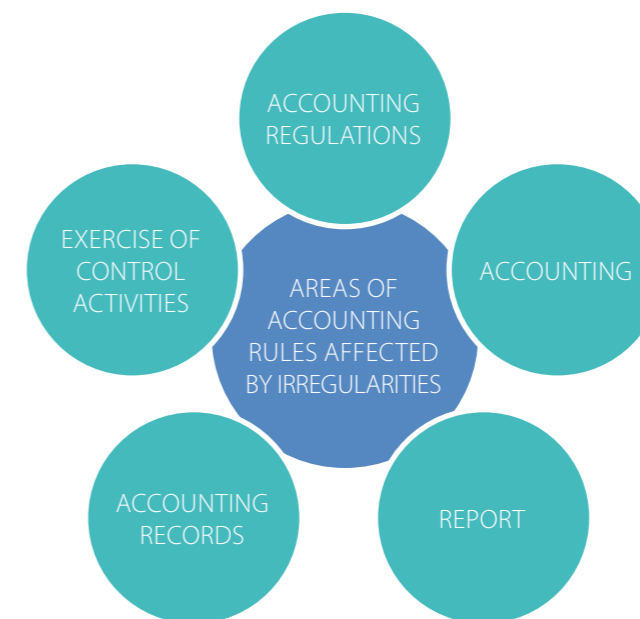 ACCOUNTING
REGULATIONS
EXERCISE OF
CONTROL
ACTIVITIES
ACCOUNTING
AREAS OF
ACCOUNTING
RULES AFFECTED
BY IRREGULARITIES
ACCOUNTING
RECORDS
REPORT